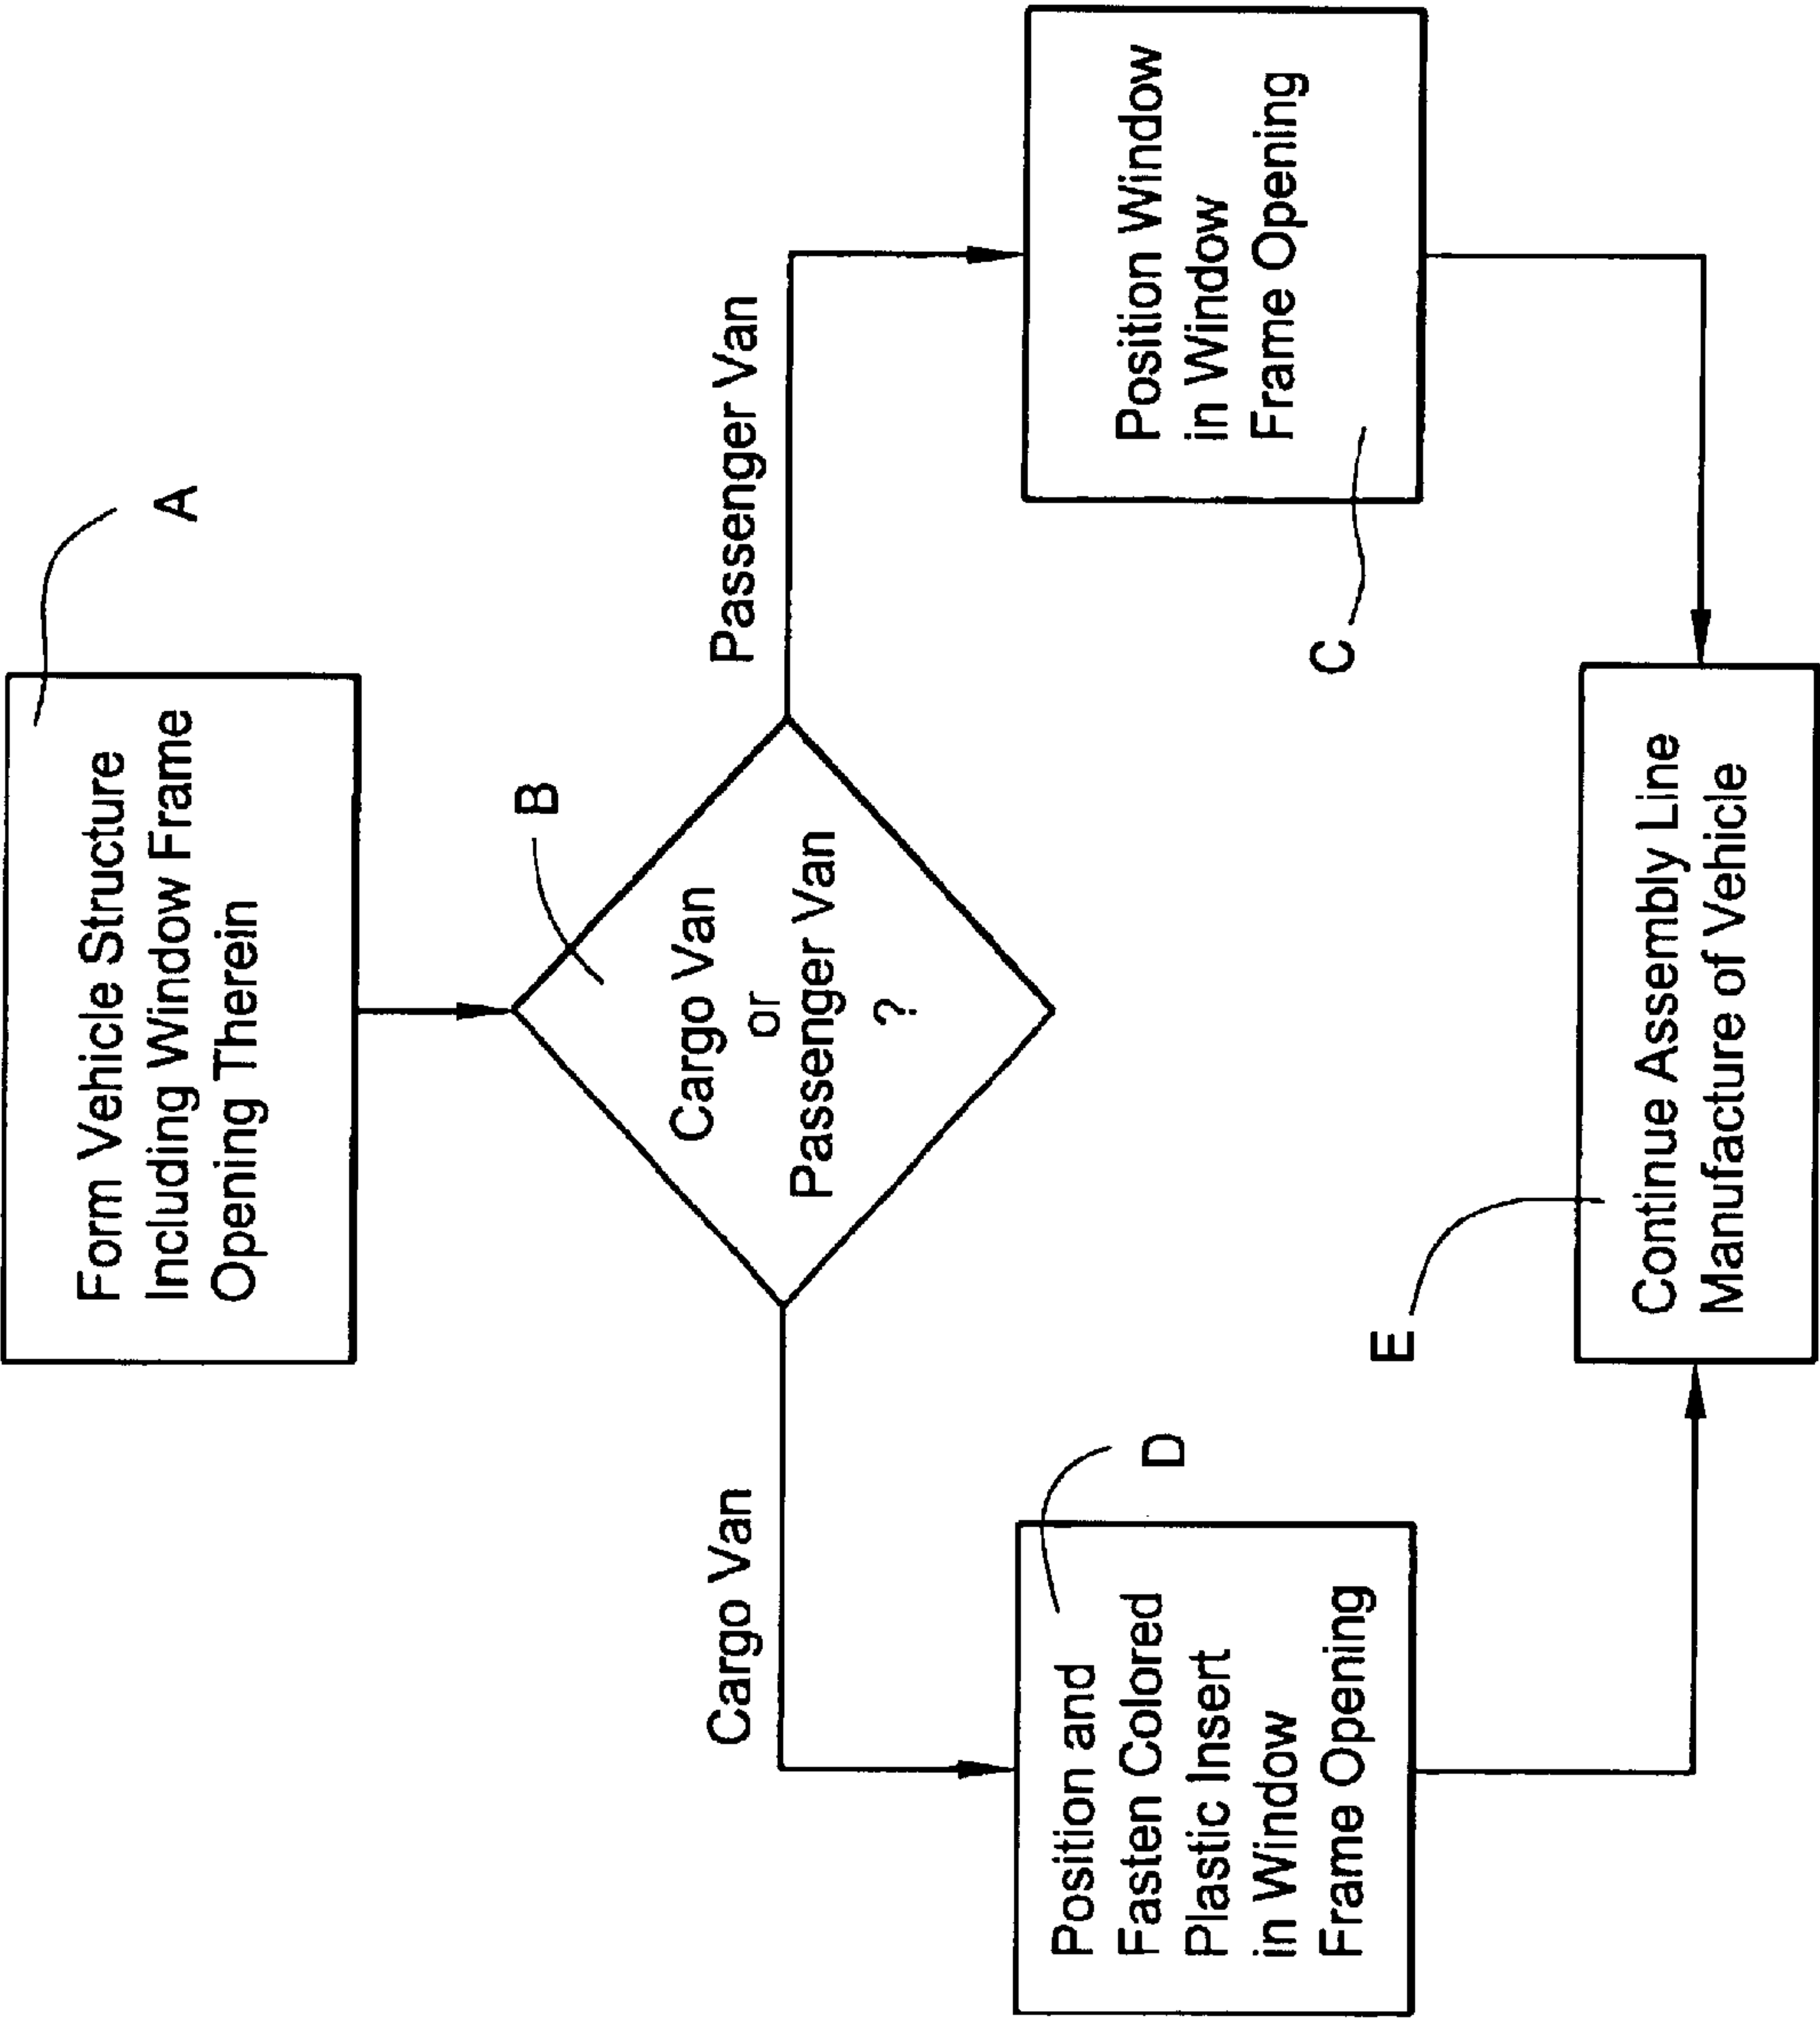 Form Vehicle Structure
Including Window Frame
Opening Therein
A
B
Cargo Van
or
Passenger Van
?
Cargo Van
Passenger Van
Position and
Fasten Colored
Plastic Insert
in Window
Frame Opening
D
Position Window
in Window
Frame Opening
C
E
Continue Assembly Line
Manufacture of Vehicle